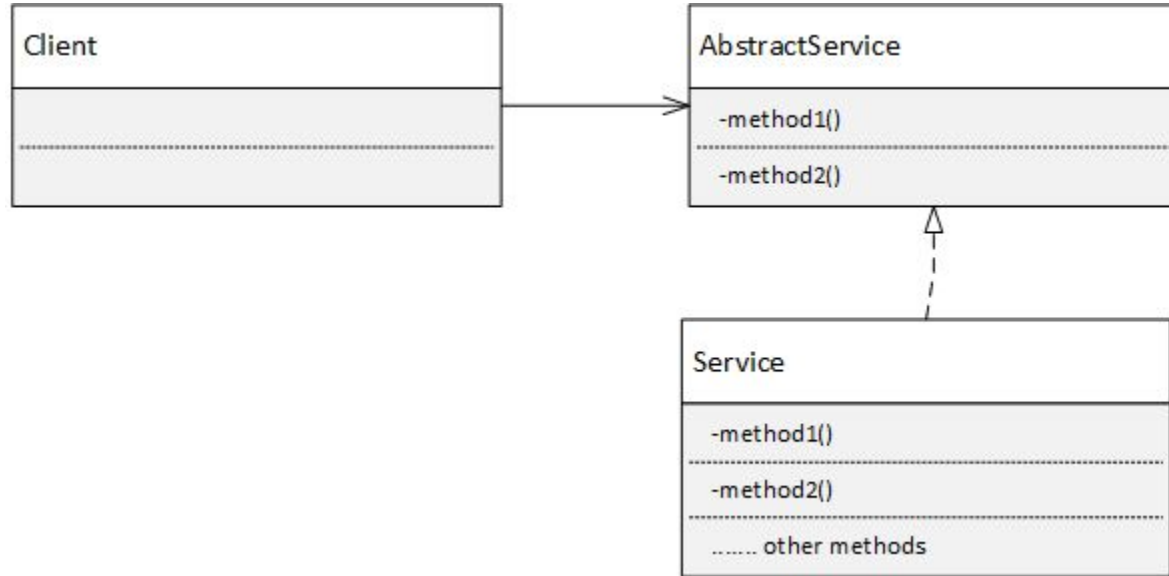 Client
AbstractService
-method1()
-method2()
Service
-method1()
-method2()
....... other methods